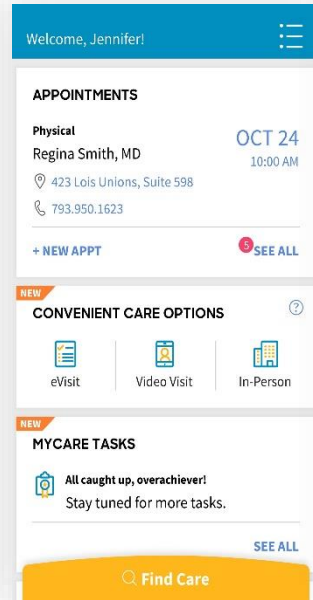 Welcome, Jennifer!
APPOINTMENTS
Physical
Regina Smith, MD
OCT 24
10:00 AM
423 Lois Unions, Suite 598
793.950.1623
+ NEW APPT
5
SEE ALL
NEW
CONVENIENT CARE OPTIONS
?
eVisit
Video Visit
In-Person
NEW
MYCARE TASKS
All caught up, overachiever!
Stay tuned for more tasks.
SEE ALL
Find Care